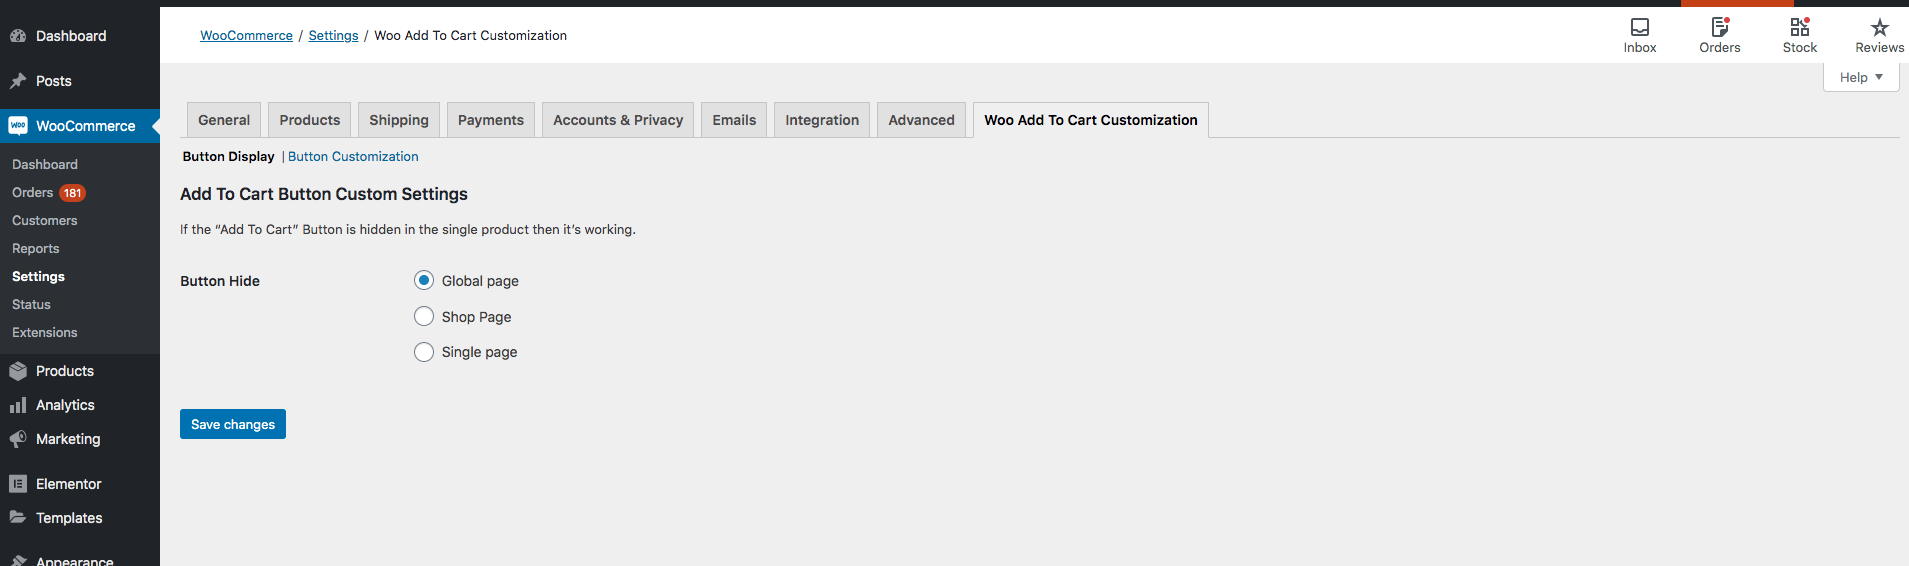 Dashboard
Posts
WooCommerce
Dashboard
Orders 181
Customers
Reports
Settings
Status
Extensions
Products
Analytics
Marketing
Elementor
Templates
Appearance
WooCommerce / Settings / Woo Add To Cart Customization
Inbox
Orders
Stock
Reviews
Help
General
Products
Shipping
Payments
Accounts & Privacy
Emails
Integration
Advanced
Woo Add To Cart Customization
Button Display | Button Customization
Add To Cart Button Custom Settings
If the “Add To Cart” Button is hidden in the single product then it’s working.
Button Hide
Global page
Shop Page
Single page
Save changes